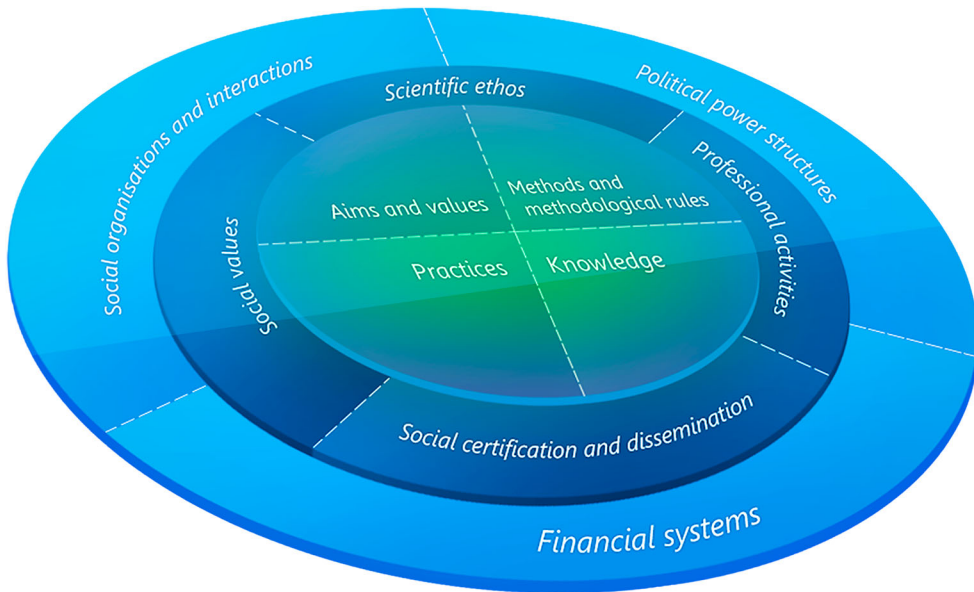 Social organisations and interactions
Political power structures
Scientific ethos
Professional activities
Social values
Aims and values
Methods and
methodological rules
Practices
Knowledge
Social certification and dissemination
Financial systems